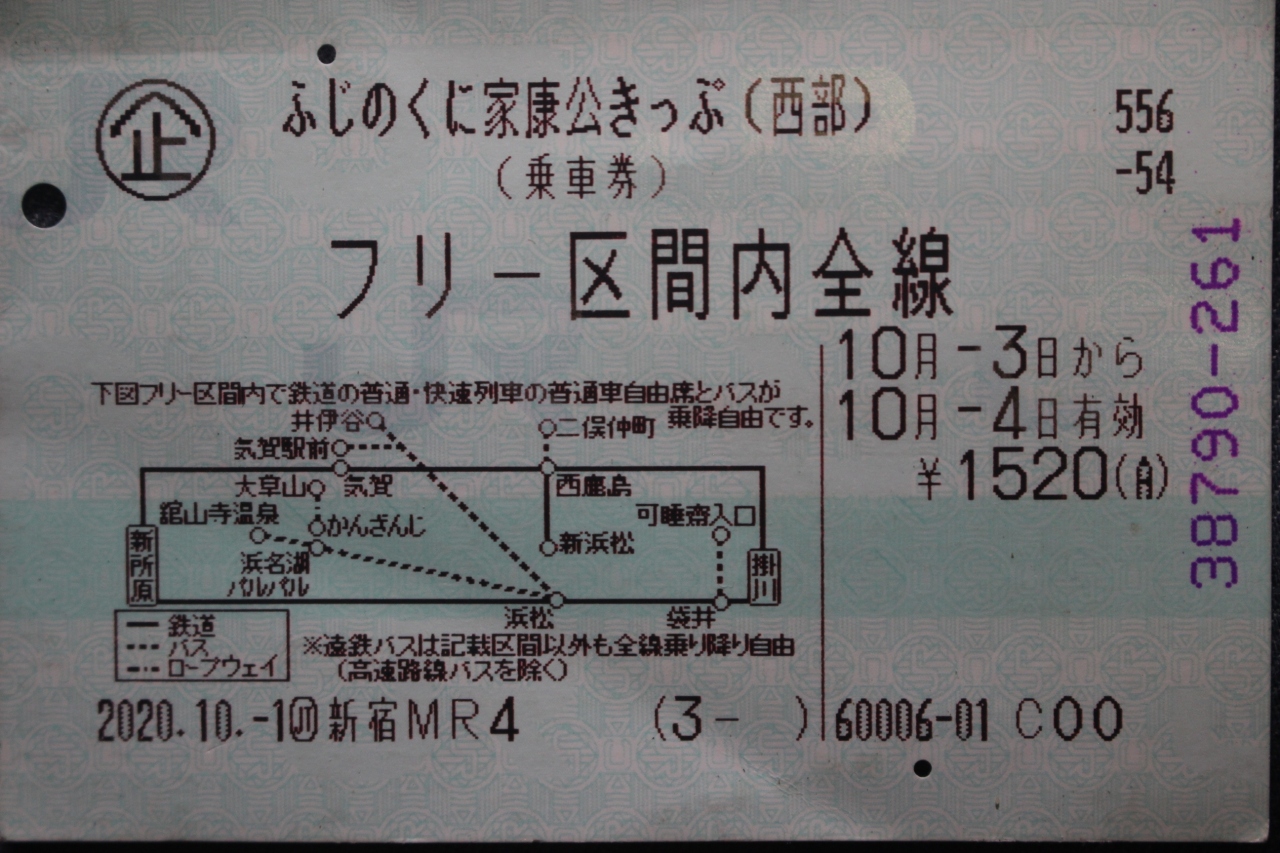 企
ふじのくに家康公きっぷ(西部)
556
(乗車券)
-54
フリー区間内全線
38790-261
10月-3日から
10月-4日有効
¥1520(自)
下図フリー区間内で鉄道の普通・快速列車の普通車自由席とバスが
乗降自由です。
井伊谷
二俣仲町
気賀駅前
大草山
気賀
西鹿島
舘山寺温泉
かんざんじ
可睡齋入口
新所原
浜名湖
パルパル
新浜松
掛川
浜松
袋井
鉄道
バス
ロープウェイ
※遠鉄バスは記載区間以外も全線乗り降り自由
(高速路線バスを除く)
2020.10.-1 新宿MR4
(3- )
60006-01 C00